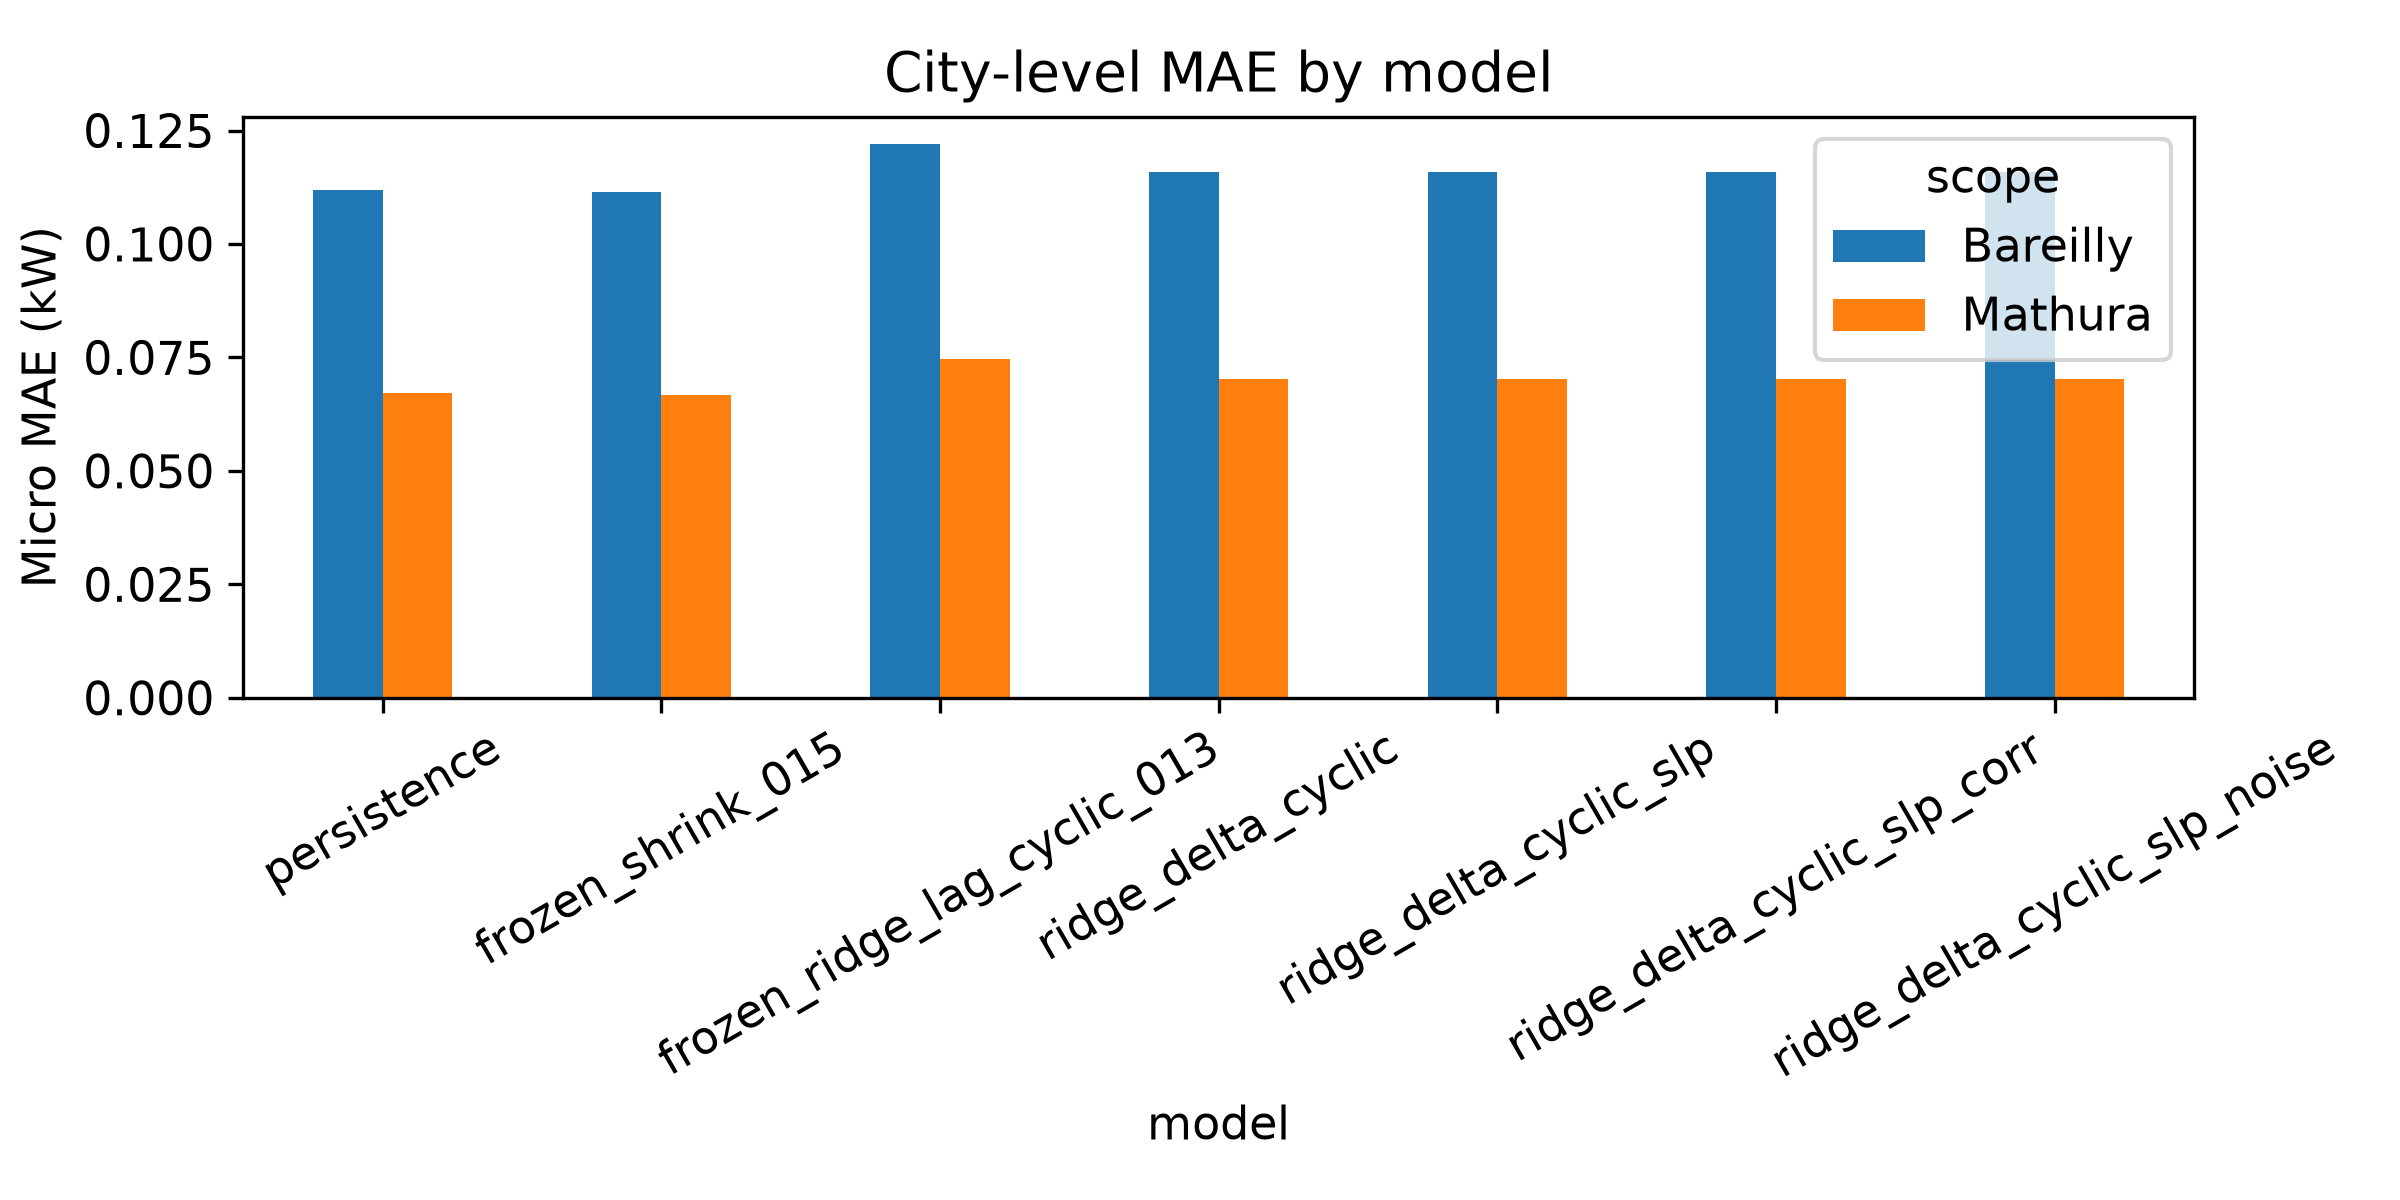 City-level MAE by model
Micro MAE (kW)
0.125
0.100
0.075
0.050
0.025
0.000
scope
Bareilly
Mathura
persistence
frozen_shrink_015
frozen_ridge_lag_cyclic_013
ridge_delta_cyclic
ridge_delta_cyclic_slp
ridge_delta_cyclic_slp_corr
ridge_delta_cyclic_slp_noise
model